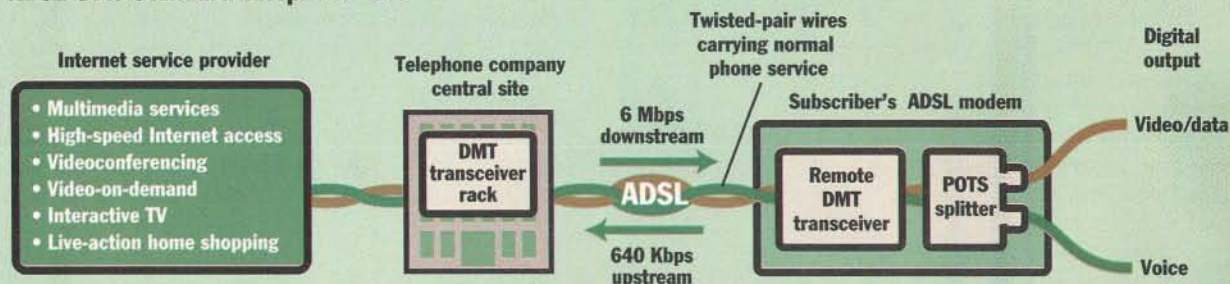 Internet service provider
• Multimedia services
• High-speed Internet access
• Videoconferencing
• Video-on-demand
• Interactive TV
• Live-action home shopping
Telephone company
central site
DMT
transceiver
rack
6 Mbps
downstream
ADSL
640 Kbps
upstream
Twisted-pair wires
carrying normal
phone service
Subscriber's ADSL modem
Remote
DMT
transceiver
POTS
splitter
Digital
output
Video/data
Voice